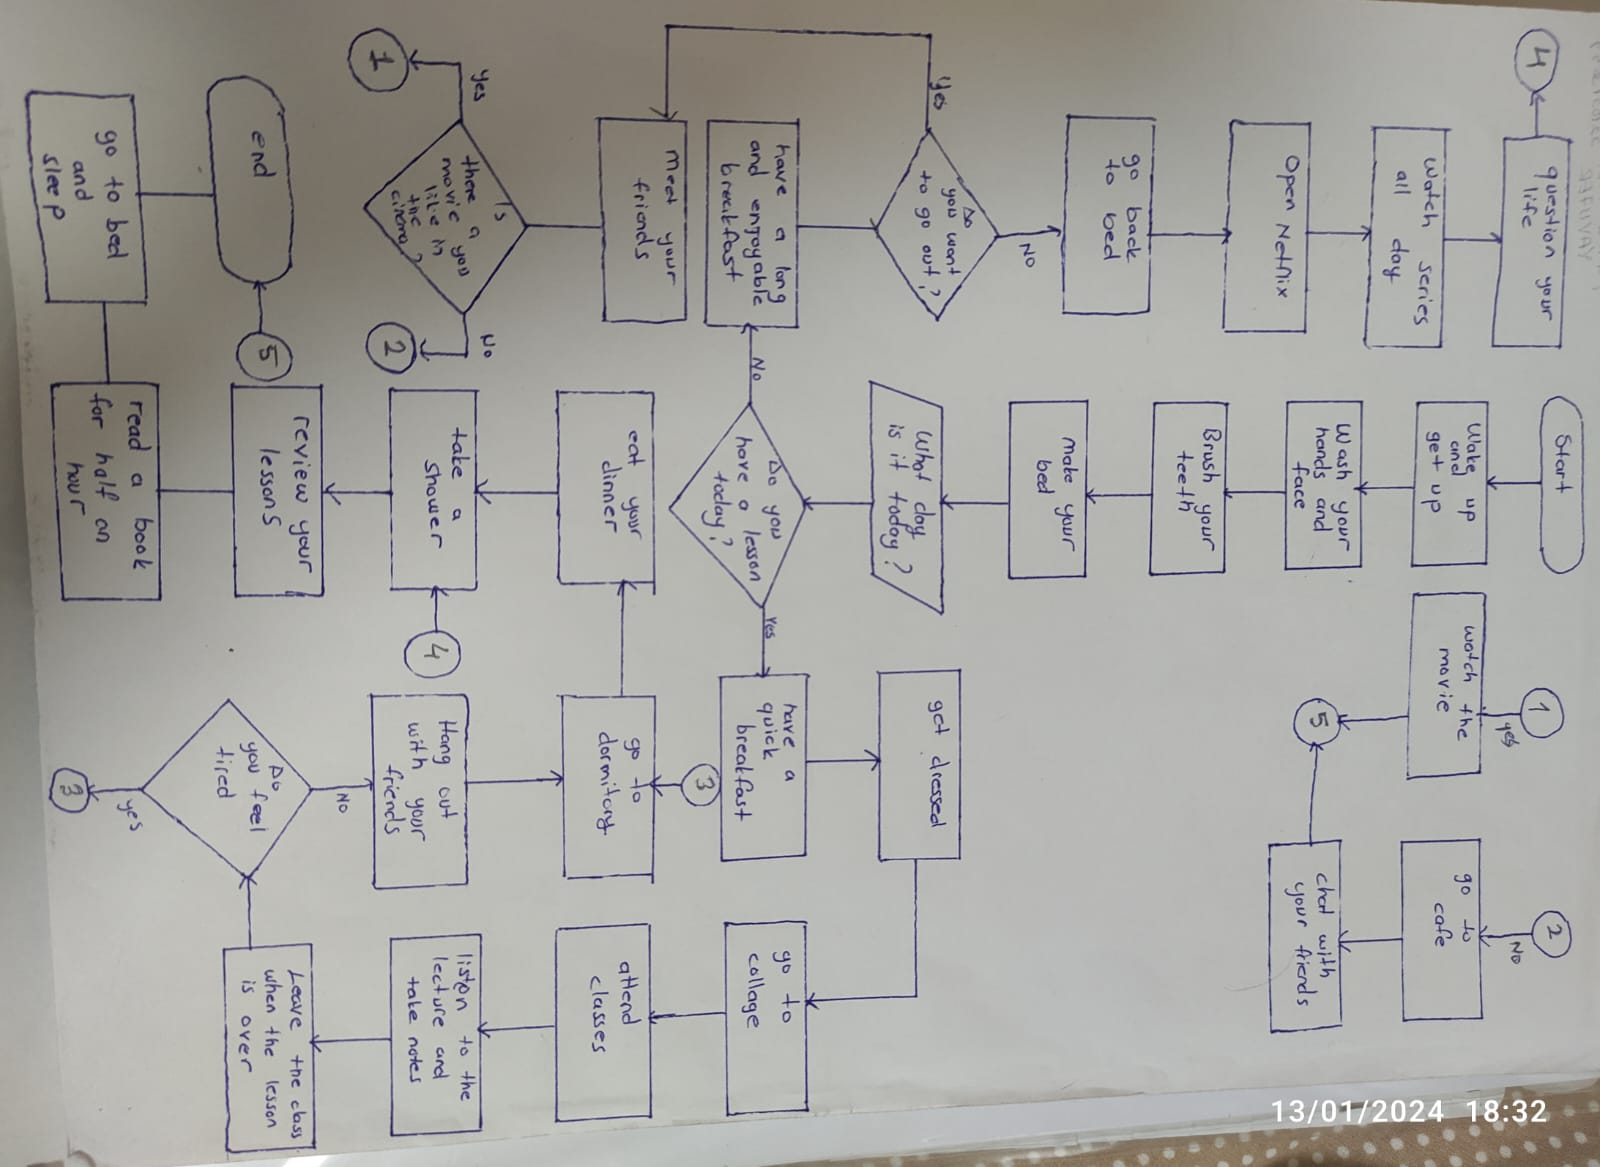 Start
Wake up
and
get up
Wash your
hands and
face
Brush your
teeth
make your
bed
What day
is it today?
Do you
have a lesson
today?
No
Yes
have a long
and enjoyable
breakfast
Do
you want
to go out?
Yes
No
go back
to bed
Open Netflix
watch series
all day
question your
life
4
meet your
friends
Is
there a
movie you
like in
the
cinema?
yes
1
No
2
have a
quick
breakfast
get dressed
go to
collage
attend
classes
listen to the
lecture and
take notes
Leave the class
when the lesson
is over
Do
you feel
tired
yes
3
No
Hang out
with your
friends
3
go to
dormitory
eat your
dinner
take a
shower
4
review your
lessons
read a book
for half an
hour
go to bed
and
sleep
end
5
1
yes
watch the
movie
5
2
No
go to
cafe
chat with
your friends
13/01/2024 18:32